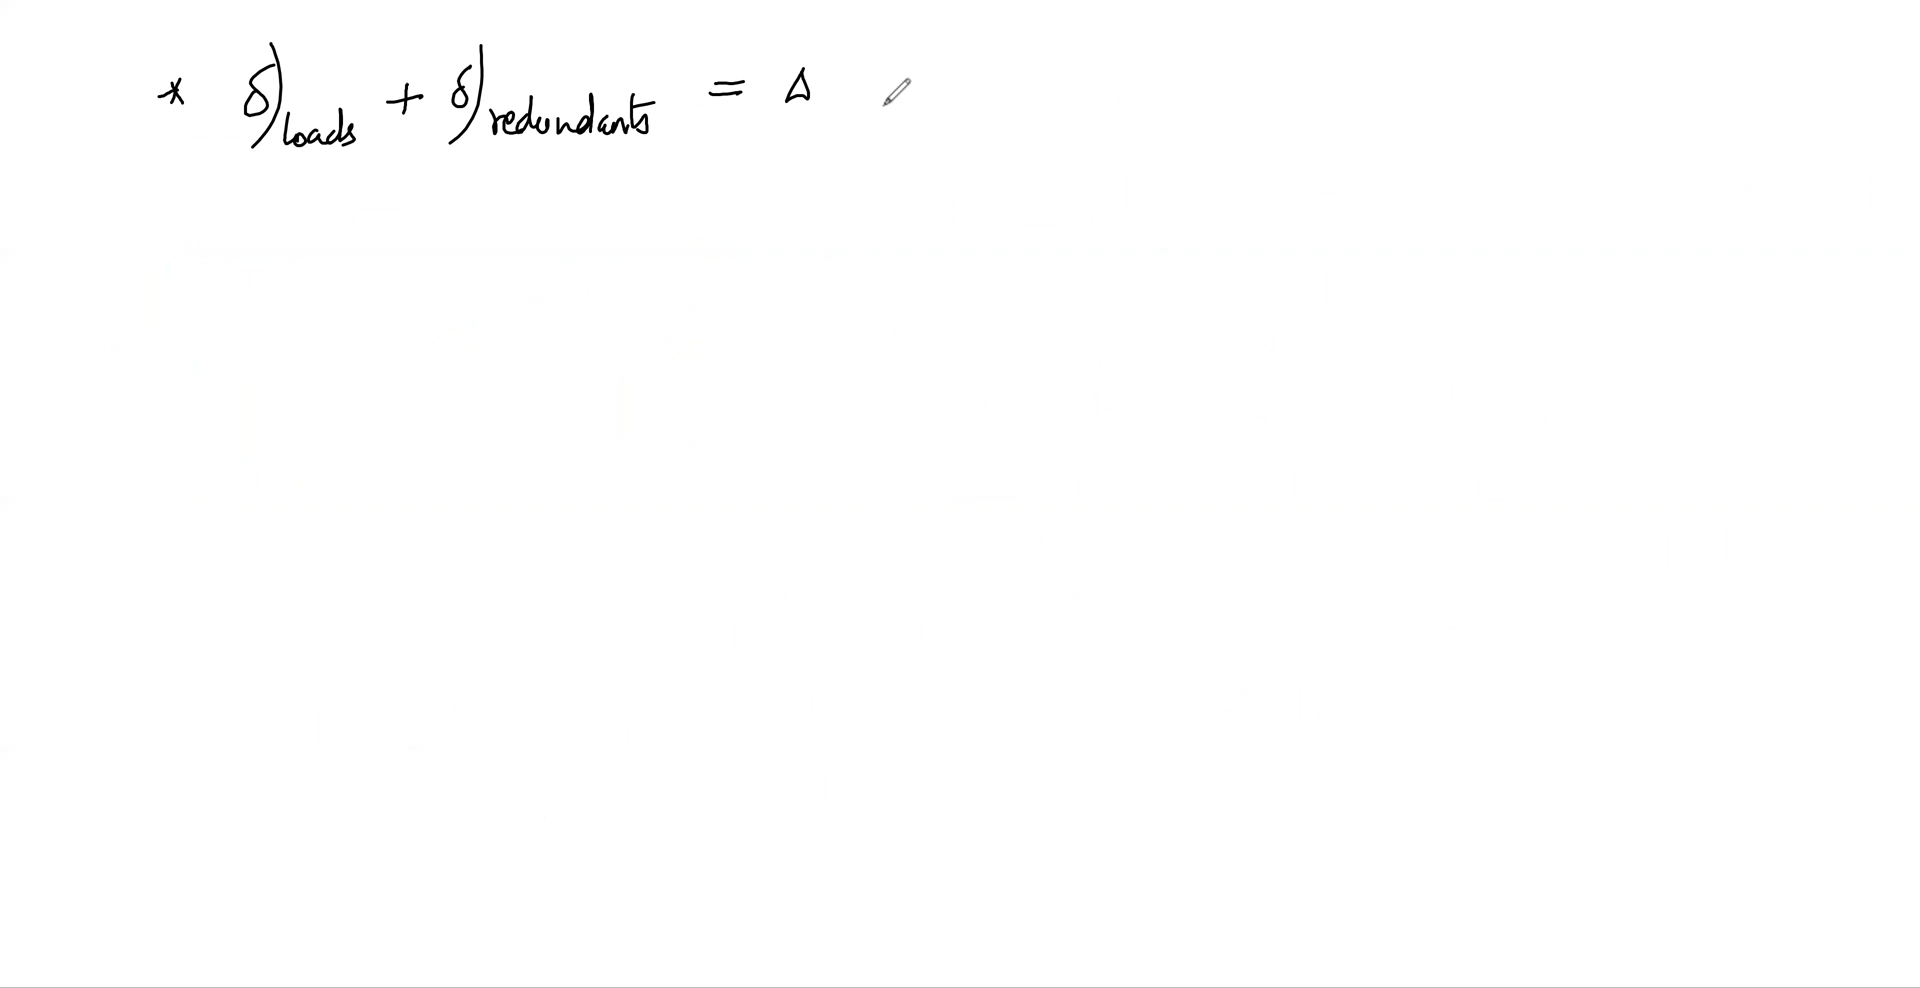 * δ)loads + δ)redundants = Δ